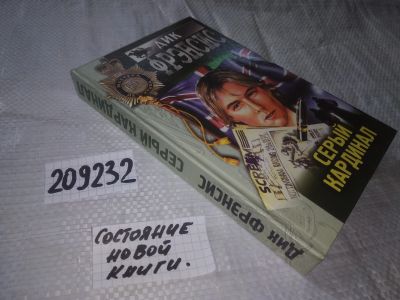 ДИК
ФРЭНСИС
СЕРЫЙ
КАРДИНАЛ
СЕРЫЙ КАРДИНАЛ
ДИК ФРЭНСИС
209232
СОСТОЯНИЕ
НОВОЙ
КНИГИ.